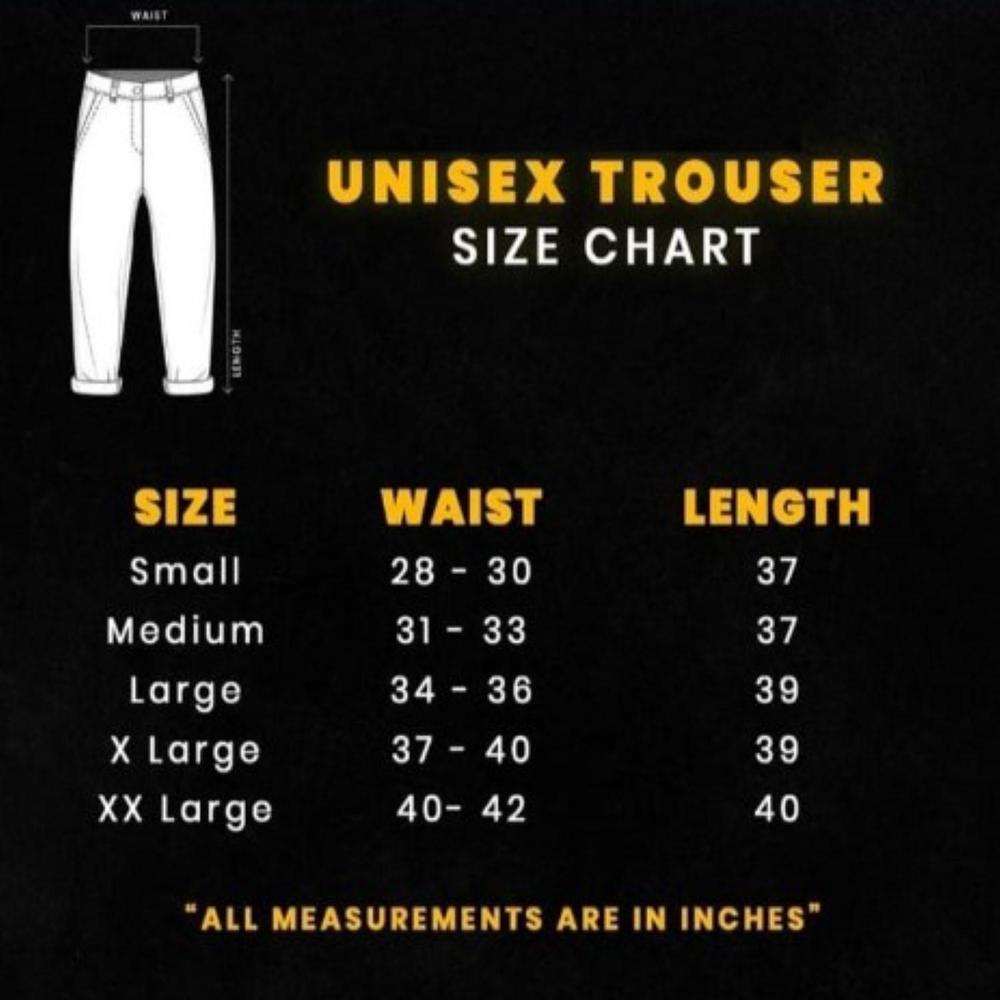 WAIST
LENGTH
UNISEX TROUSER
SIZE CHART
SIZE WAIST LENGTH
Small 28 - 30 37
Medium 31 - 33 37
Large 34 - 36 39
X Large 37 - 40 39
XX Large 40- 42 40
“ALL MEASUREMENTS ARE IN INCHES”